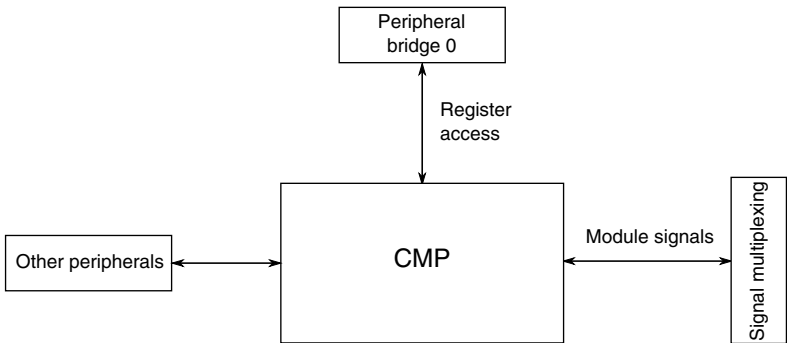 Peripheral
bridge 0
Register
access
Other peripherals
CMP
Module signals
Signal multiplexing